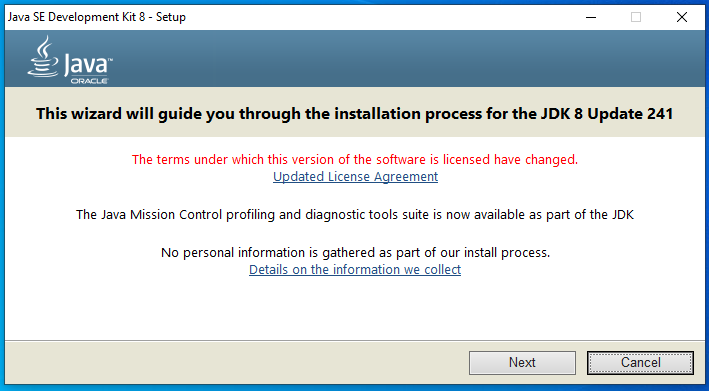 Java SE Development Kit 8 - Setup
Java™
ORACLE
This wizard will guide you through the installation process for the JDK 8 Update 241
The terms under which this version of the software is licensed have changed.
Updated License Agreement
The Java Mission Control profiling and diagnostic tools suite is now available as part of the JDK
No personal information is gathered as part of our install process.
Details on the information we collect
Next
Cancel